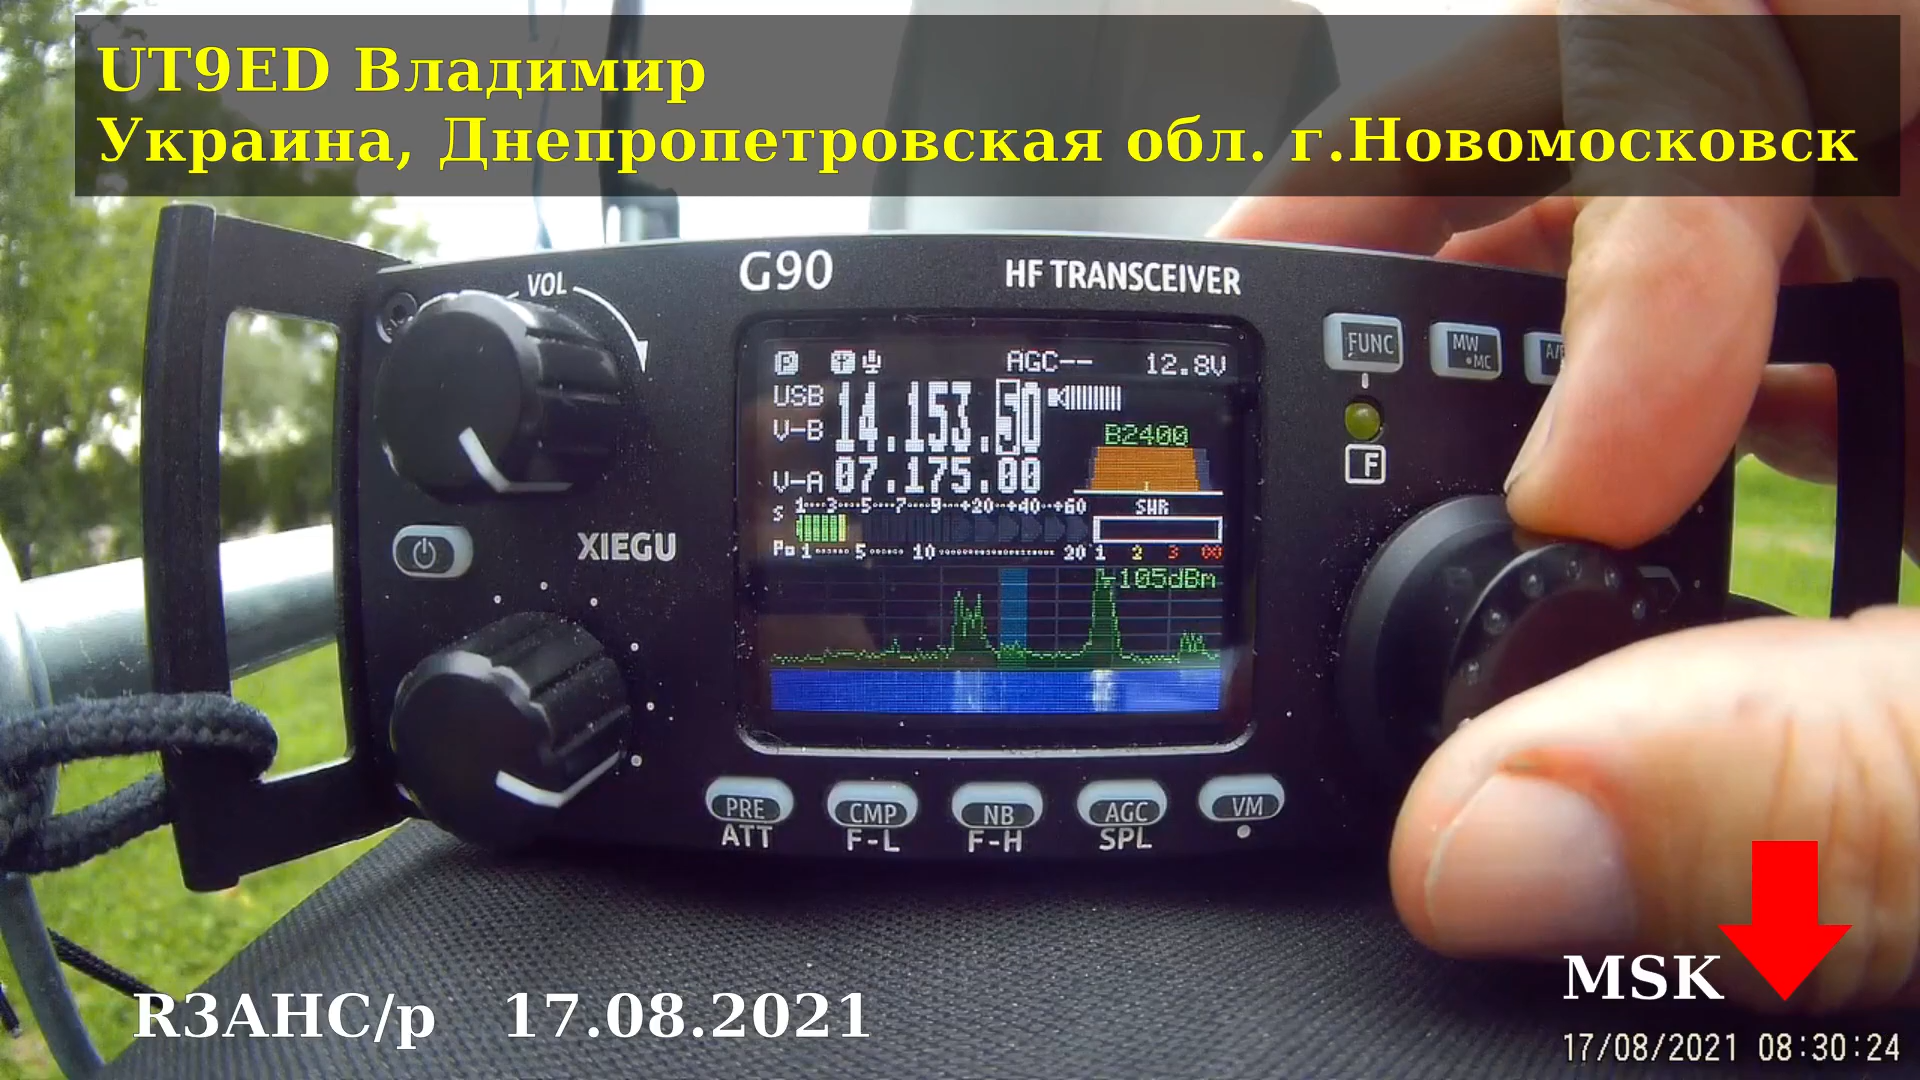 UT9ED Владимир
Украина, Днепропетровская обл. г.Новомосковск
G90 HF TRANSCEIVER
VOL
FUNC
MW
•MC
A/
P T AGC-- 12.8V
USB 14.153.50
V-B
B2400
V-A 07.175.00
S 1 3 5 7 9 +20 +40 +60 SWR
Po 1 5 10 20 1 2 3 ∞
-105dBm
F
XIEGU
PRE CMP NB AGC VM
ATT F-L F-H SPL
MSK
R3AHC/p 17.08.2021
17/08/2021 08:30:24